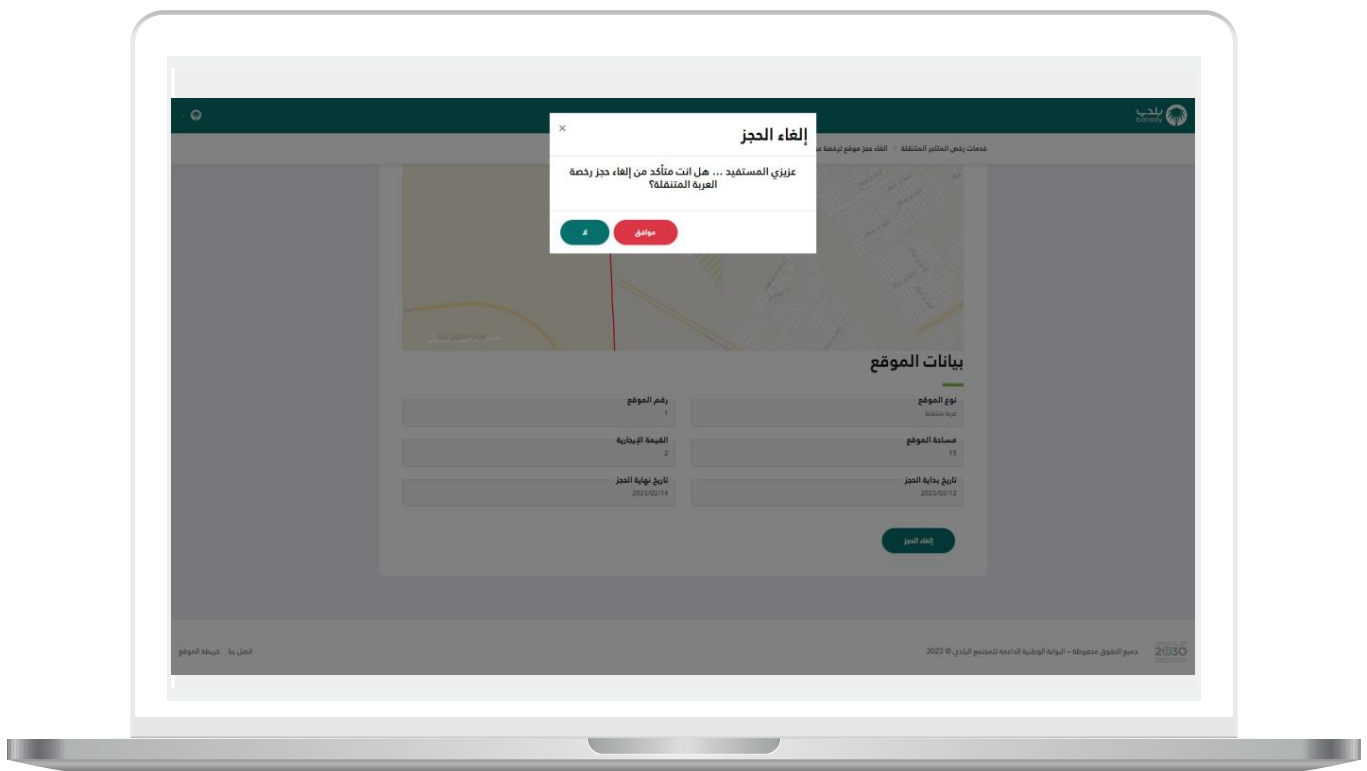 بلدي
balady
خدمات رخص المتاجر المتنقلة / الغاء حجز موقع لرخصة
×
إلغاء الحجز
عزيزي المستفيد ... هل انت متأكد من إلغاء حجز رخصة
العربة المتنقلة؟
موافق
لا
بيانات الموقع
نوع الموقع
عربة متنقلة
رقم الموقع
1
مساحة الموقع
15
القيمة الإيجارية
2
تاريخ بداية الحجز
2023/02/12
تاريخ نهاية الحجز
2023/02/14
إلغاء الحجز
2030
جميع الحقوق محفوظة – البوابة الوطنية الداعمة للمجتمع البلدي © 2023
اتصل بنا خريطة الموقع